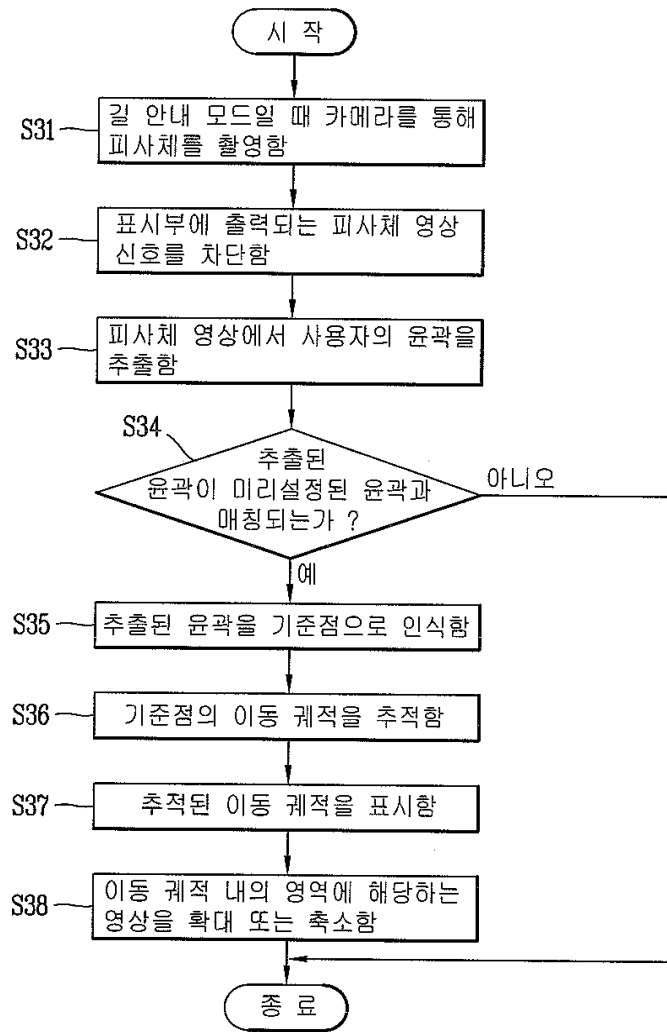 시 작
S31
길 안내 모드일 때 카메라를 통해
피사체를 촬영함
S32
표시부에 출력되는 피사체 영상
신호를 차단함
S33
피사체 영상에서 사용자의 윤곽을
추출함
S34
추출된
윤곽이 미리설정된 윤곽과
매칭되는가 ?
아니오
예
S35
추출된 윤곽을 기준점으로 인식함
S36
기준점의 이동 궤적을 추적함
S37
추적된 이동 궤적을 표시함
S38
이동 궤적 내의 영역에 해당하는
영상을 확대 또는 축소함
종 료